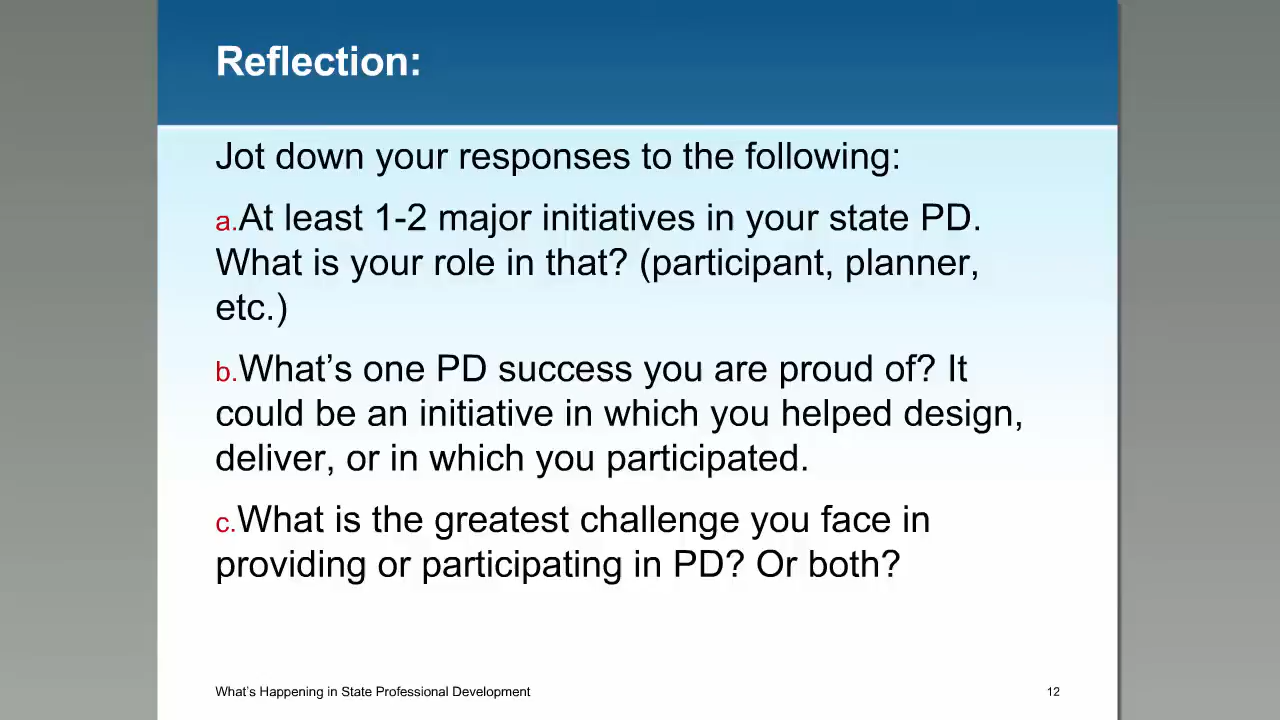 Reflection:
Jot down your responses to the following:
a.At least 1-2 major initiatives in your state PD.
What is your role in that? (participant, planner,
etc.)
b.What’s one PD success you are proud of? It
could be an initiative in which you helped design,
deliver, or in which you participated.
c.What is the greatest challenge you face in
providing or participating in PD? Or both?
What’s Happening in State Professional Development
12